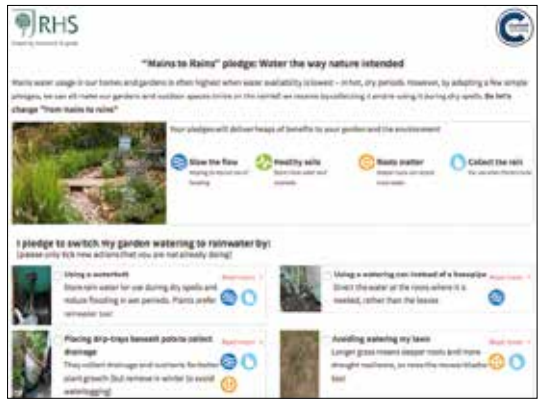 RHS
"Mains to Rains" pledge: Water the way nature intended
Mains water usage in our homes and gardens is often highest when water availability is lowest – in hot, dry periods. However, by adopting a few simple
pledges, we can all make our gardens and outdoor spaces thrive on the rainfall we receive by collecting it and re-using it during dry spells. So let's
change "from mains to rains"
Your pledges will deliver heaps of benefits to your garden and the environment
Slow the flow
Healthy soils
Roots matter
Collect the rain
I pledge to switch my garden watering to rainwater by:
(please only tick new actions that you are not already doing)
Using a waterbutt
Read more
Store rain water for use during dry spells and
reduce flooding in wet periods. Plants prefer
rainwater too!
Using a watering can instead of a hosepipe
Read more
Direct the water at the roots where it is
needed, rather than the leaves
Placing drip-trays beneath pots to collect
drainage
Read more
They collect drainage and nutrients for better
plant growth (but remove in winter to avoid
waterlogging)
Avoiding watering my lawn
Read more
Longer grass means deeper roots and more
drought resilience, so raise the mower blades
too!